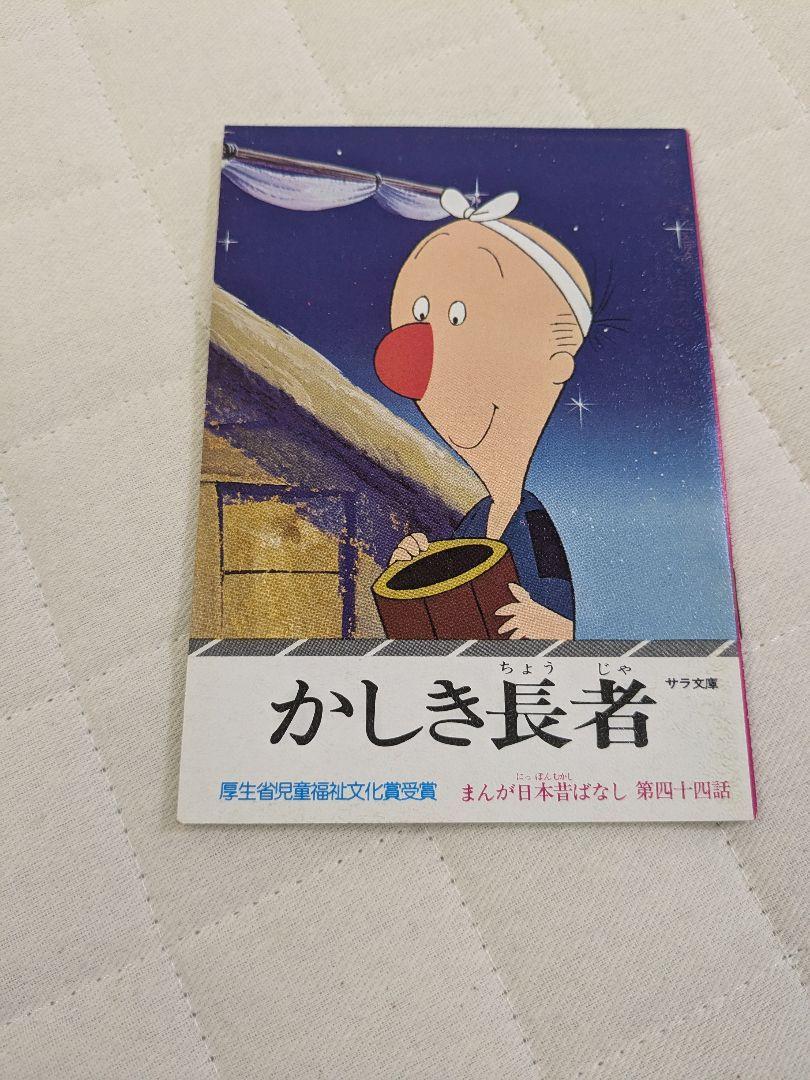 ちょう じゃ
かしき長者
サラ文庫
厚生省児童福祉文化賞受賞
にっぽんむかし
まんが日本昔ばなし 第四十四話